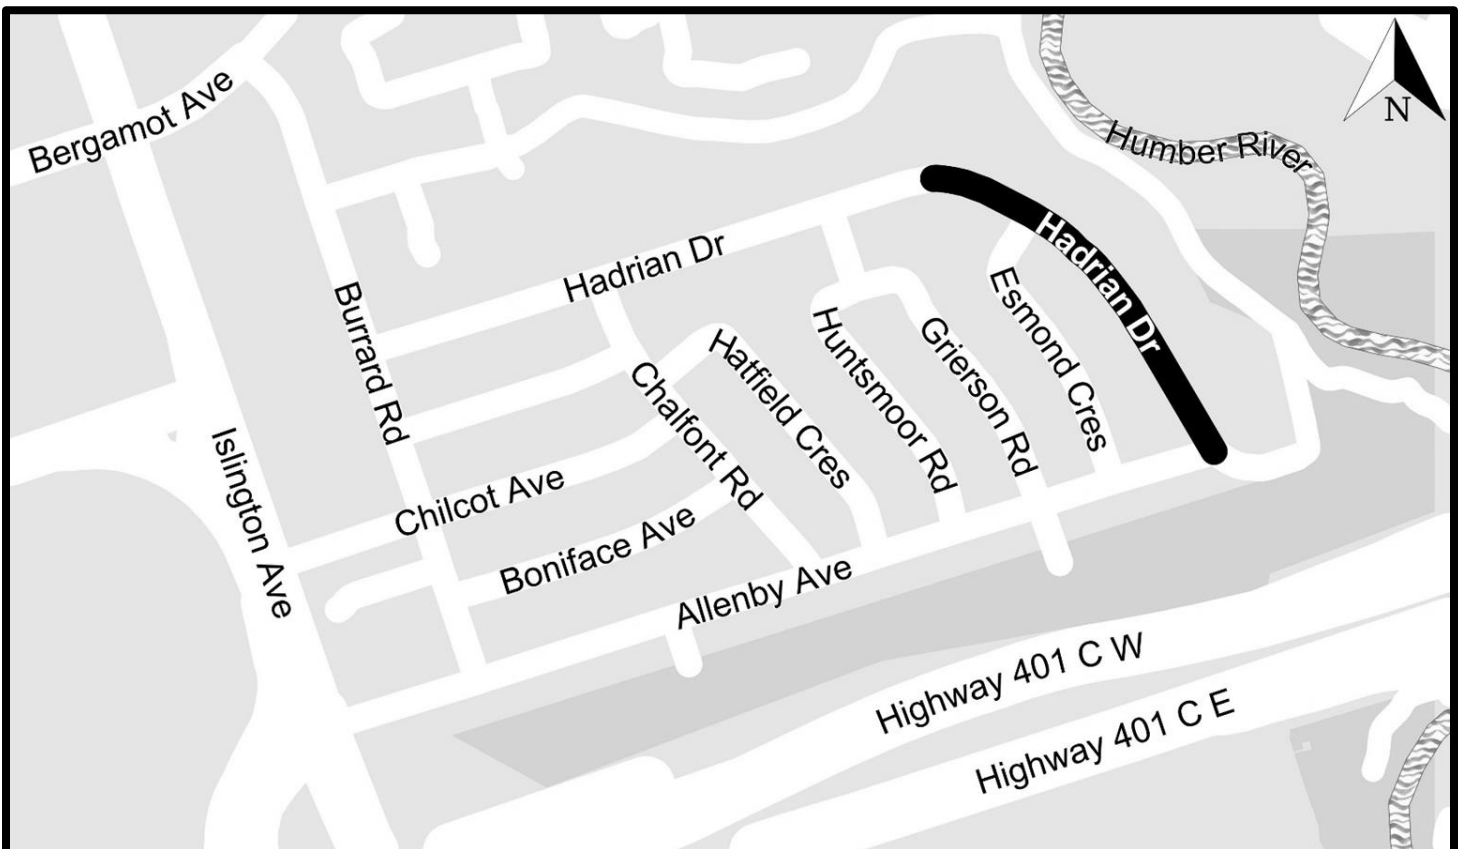 N
Bergamot Ave
Humber River
Hadrian Dr
Hadrian Dr
Burrard Rd
Esmond Cres
Huntsmoor Rd
Grierson Rd
Hatfield Cres
Chalfont Rd
Islington Ave
Chilcot Ave
Boniface Ave
Allenby Ave
Highway 401 C W
Highway 401 C E